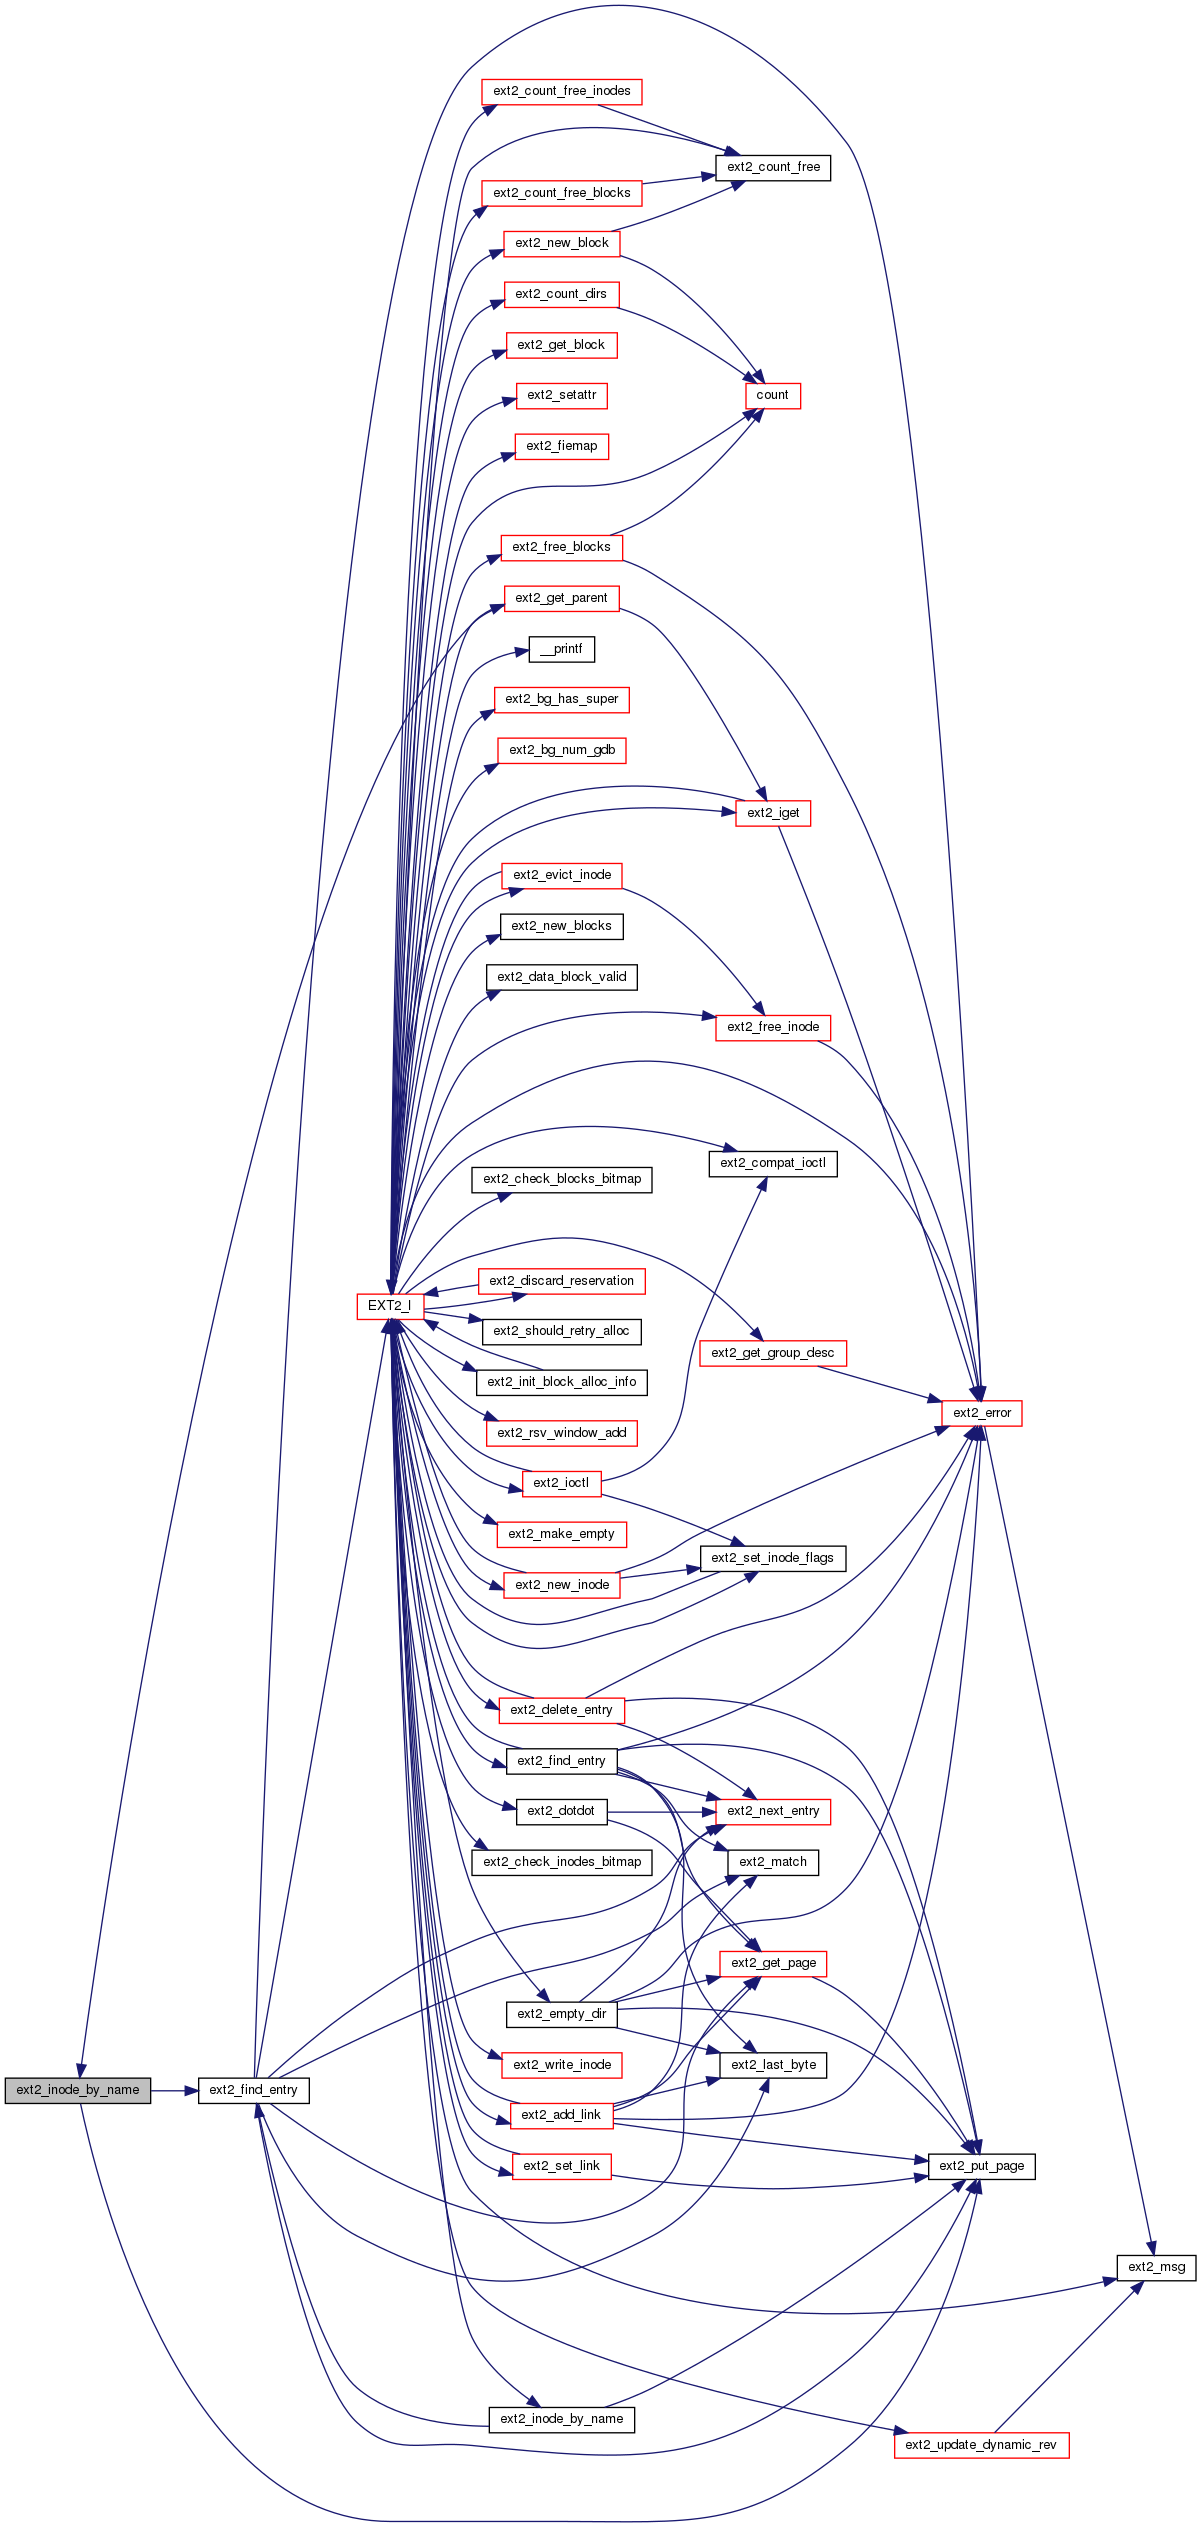 ext2_count_free_inodes
ext2_count_free
ext2_count_free_blocks
ext2_new_block
ext2_count_dirs
ext2_get_block
ext2_setattr
count
ext2_fiemap
ext2_free_blocks
ext2_get_parent
__printf
ext2_bg_has_super
ext2_bg_num_gdb
ext2_iget
ext2_evict_inode
ext2_new_blocks
ext2_data_block_valid
ext2_free_inode
ext2_compat_ioctl
ext2_check_blocks_bitmap
ext2_discard_reservation
EXT2_I
ext2_should_retry_alloc
ext2_get_group_desc
ext2_init_block_alloc_info
ext2_error
ext2_rsv_window_add
ext2_ioctl
ext2_make_empty
ext2_set_inode_flags
ext2_new_inode
ext2_delete_entry
ext2_find_entry
ext2_dotdot
ext2_next_entry
ext2_check_inodes_bitmap
ext2_match
ext2_get_page
ext2_empty_dir
ext2_write_inode
ext2_last_byte
ext2_inode_by_name
ext2_find_entry
ext2_add_link
ext2_set_link
ext2_put_page
ext2_msg
ext2_inode_by_name
ext2_update_dynamic_rev